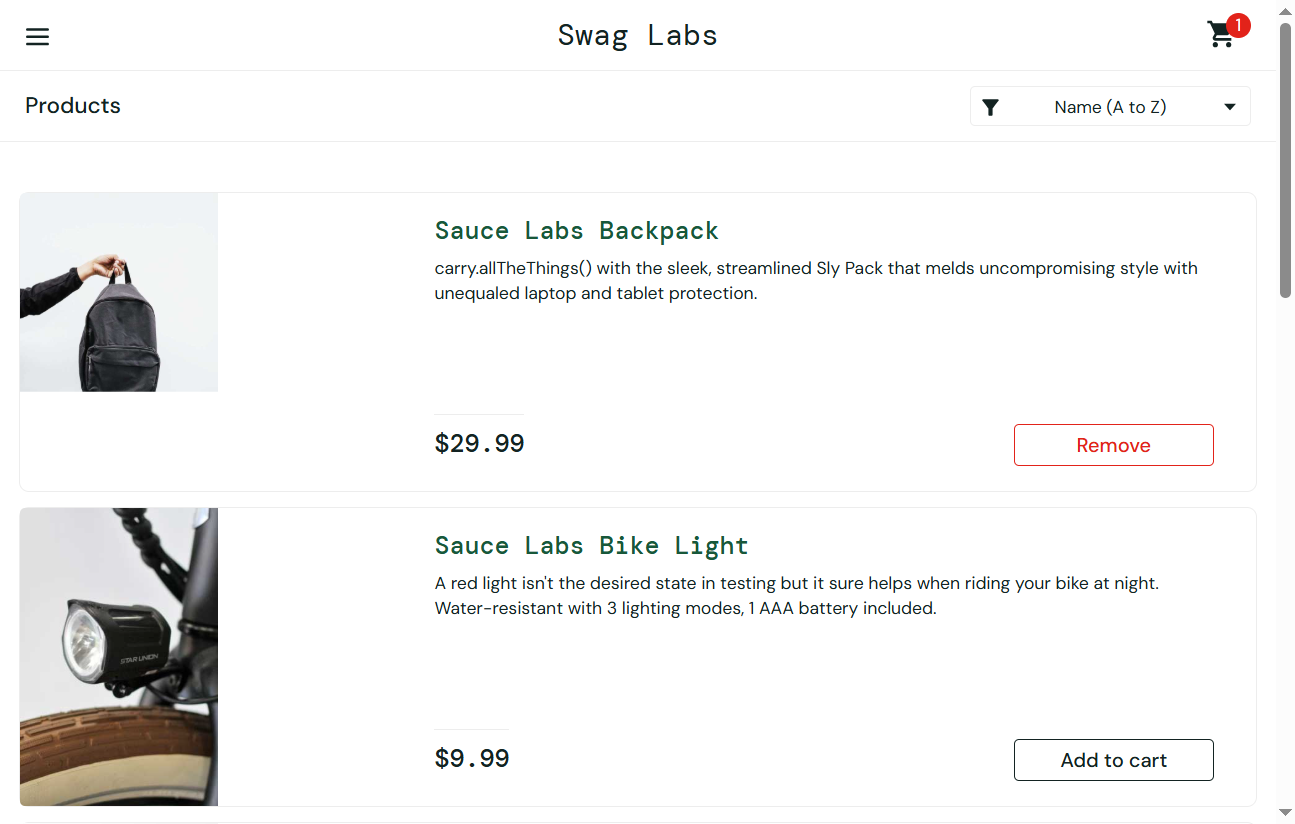 Swag Labs
1
Products
Name (A to Z)
Sauce Labs Backpack
carry.allTheThings() with the sleek, streamlined Sly Pack that melds uncompromising style with
unequaled laptop and tablet protection.
$29.99
Remove
Sauce Labs Bike Light
A red light isn't the desired state in testing but it sure helps when riding your bike at night.
Water-resistant with 3 lighting modes, 1 AAA battery included.
STAR UNION
$9.99
Add to cart